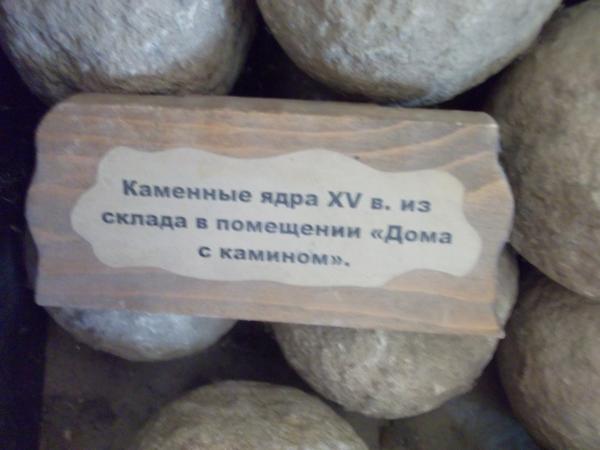 Каменные ядра XV в. из
склада в помещении «Дома
с камином».